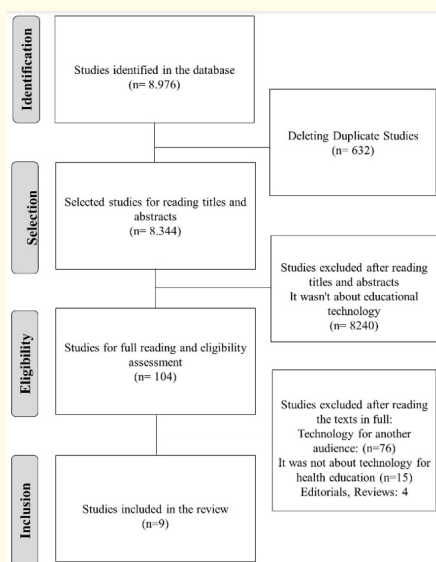 Identification
Studies identified in the database
(n= 8.976)
Deleting Duplicate Studies
(n= 632)
Selection
Selected studies for reading titles and
abstracts
(n= 8.344)
Studies excluded after reading
titles and abstracts
It wasn't about educational
technology
(n= 8240)
Eligibility
Studies for full reading and eligibility
assessment
(n= 104)
Studies excluded after reading
the texts in full:
Technology for another
audience: (n=76)
It was not about technology for
health education (n=15)
Editorials, Reviews: 4
Inclusion
Studies included in the review
(n=9)